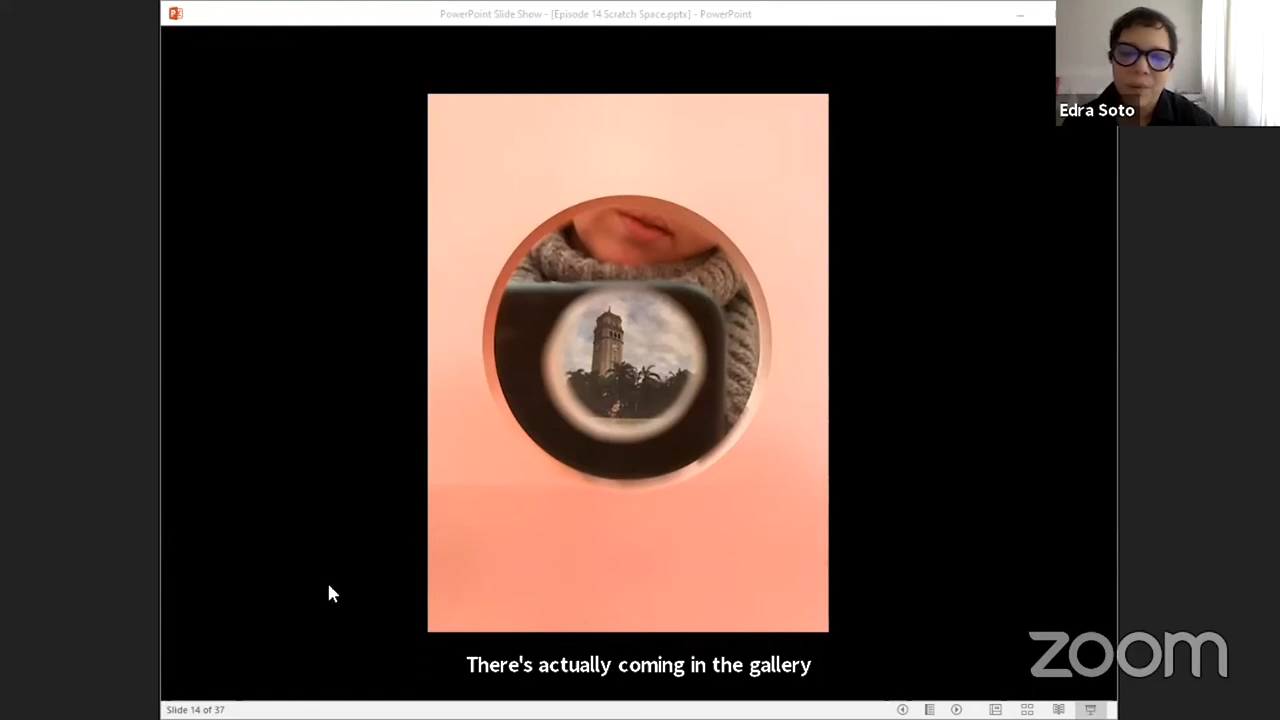 PowerPoint Slide Show - [Episode 14 Scratch Space.pptx] - PowerPoint
Edra Soto
There's actually coming in the gallery
zoom
Slide 14 of 37